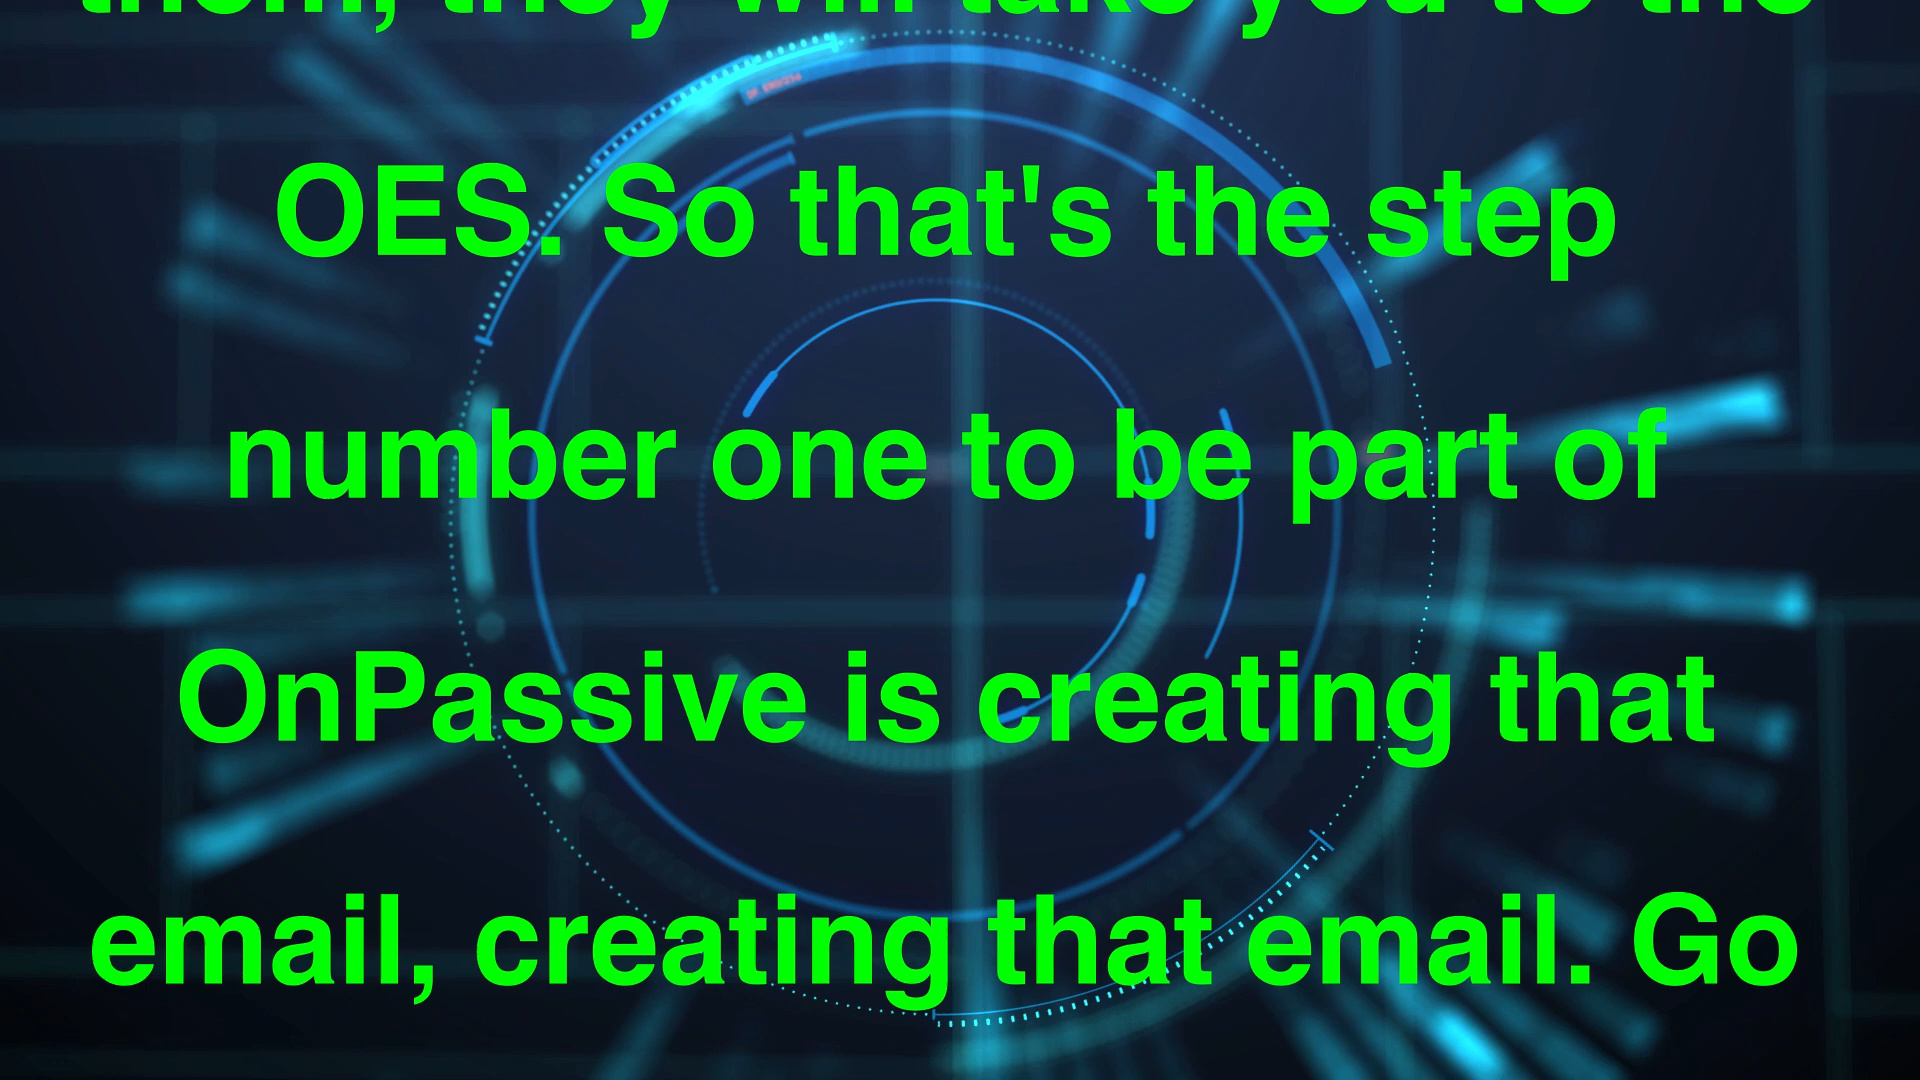 them, they will take you to the
OES. So that's the step
number one to be part of
OnPassive is creating that
email, creating that email. Go